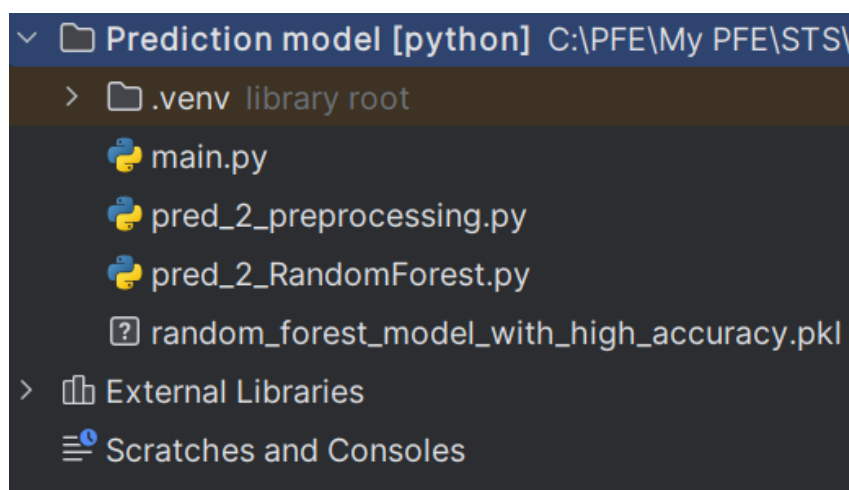 Prediction model [python] C:\PFE\My PFE\STS\
.venv library root
main.py
pred_2_preprocessing.py
pred_2_RandomForest.py
random_forest_model_with_high_accuracy.pkl
External Libraries
Scratches and Consoles